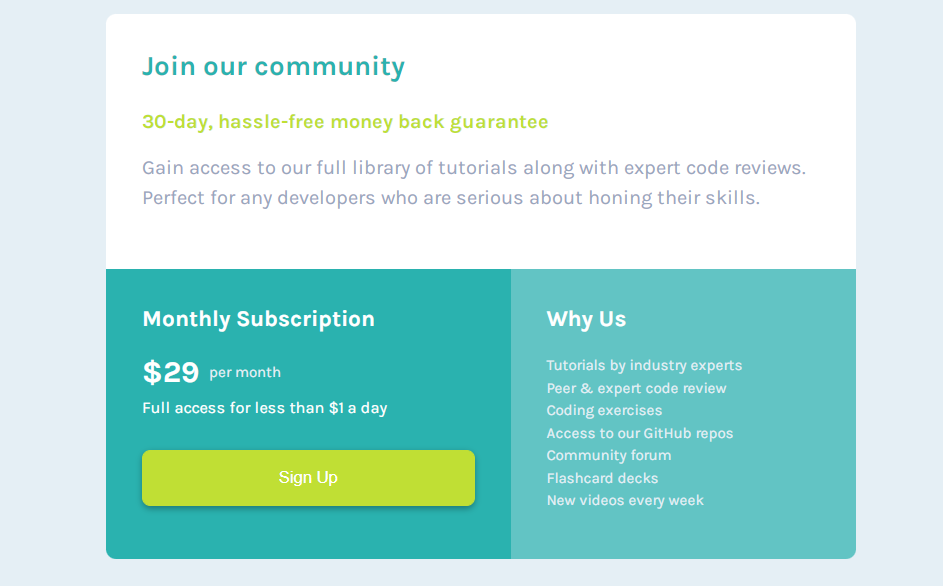 Join our community
30-day, hassle-free money back guarantee
Gain access to our full library of tutorials along with expert code reviews.
Perfect for any developers who are serious about honing their skills.
Monthly Subscription
$29 per month
Full access for less than $1 a day
Sign Up
Why Us
Tutorials by industry experts
Peer & expert code review
Coding exercises
Access to our GitHub repos
Community forum
Flashcard decks
New videos every week